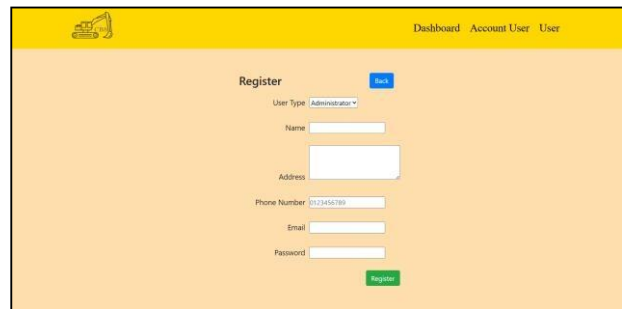 Dashboard Account User User
Register Back
User Type Administrator
Name
Address
Phone Number 0123456789
Email
Password
Register